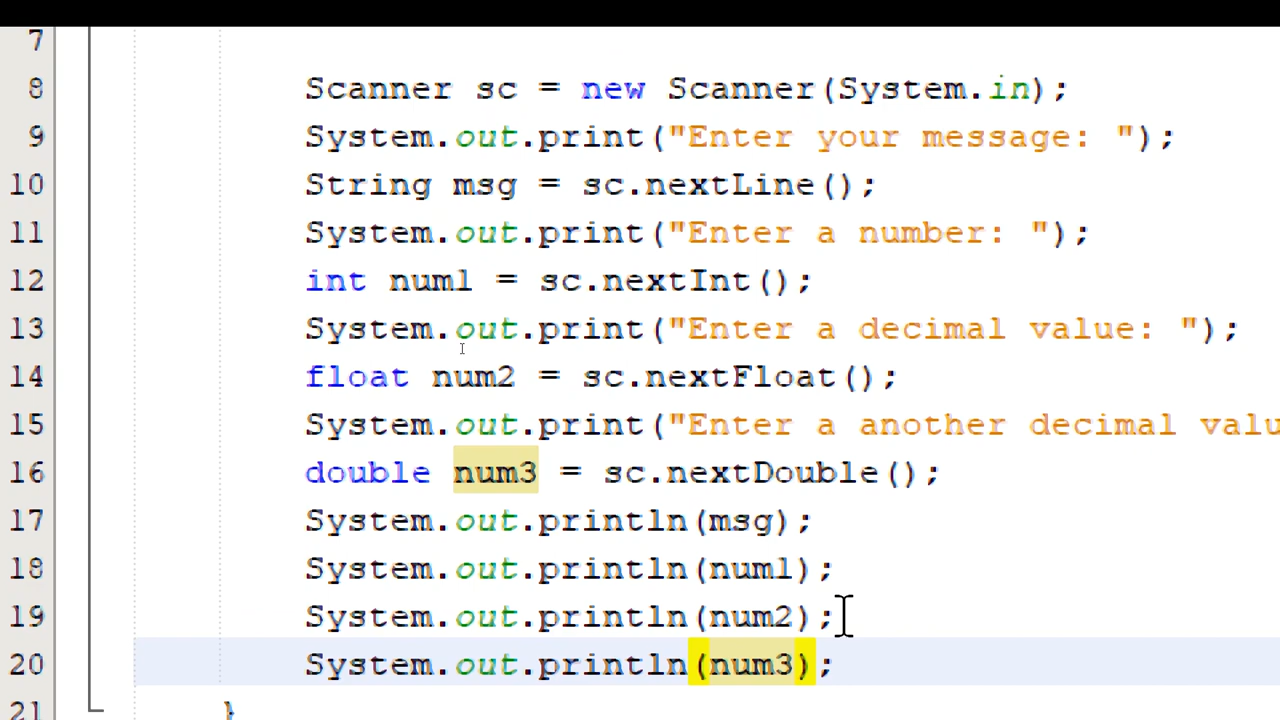 7
8 Scanner sc = new Scanner(System.in);
9 System.out.print("Enter your message: ");
10 String msg = sc.nextLine();
11 System.out.print("Enter a number: ");
12 int num1 = sc.nextInt();
13 System.out.print("Enter a decimal value: ");
14 float num2 = sc.nextFloat();
15 System.out.print("Enter a another decimal valu
16 double num3 = sc.nextDouble();
17 System.out.println(msg);
18 System.out.println(num1);
19 System.out.println(num2);
20 System.out.println(num3);
21 }